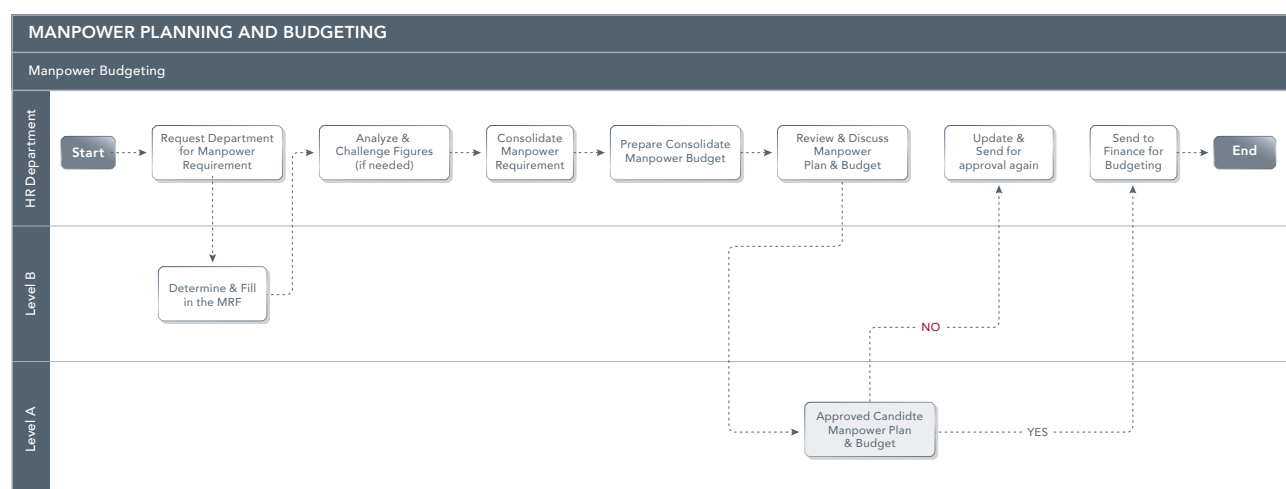 MANPOWER PLANNING AND BUDGETING
Manpower Budgeting
HR Department
Start
Request Department
for Manpower
Requirement
Analyze &
Challenge Figures
(if needed)
Consolidate
Manpower
Requirement
Prepare Consolidate
Manpower Budget
Review & Discuss
Manpower
Plan & Budget
Update &
Send for
approval again
Send to
Finance for
Budgeting
End
Level B
Determine & Fill
in the MRF
NO
Level A
Approved Candidte
Manpower Plan
& Budget
YES